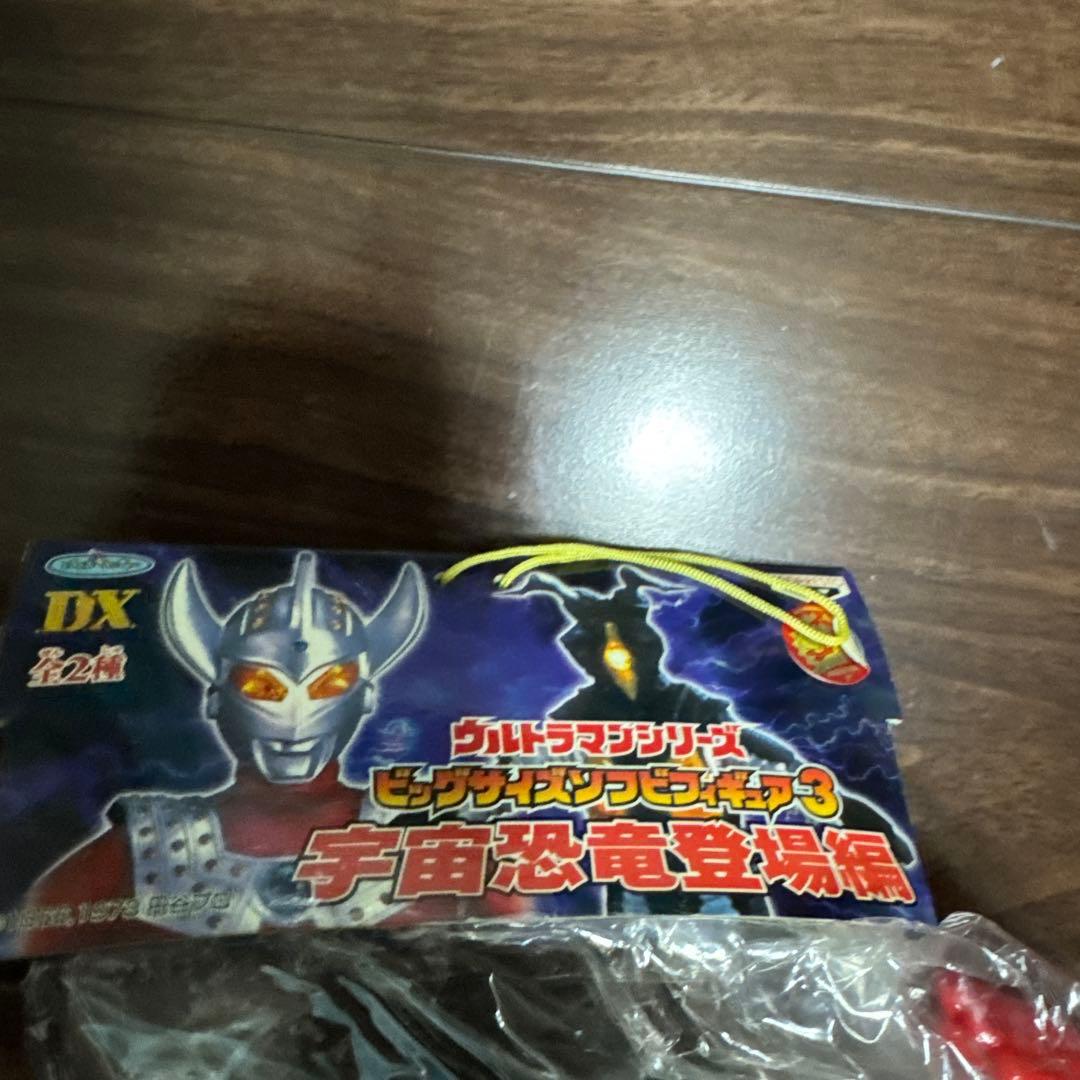 DX
全2種
ウルトラマンシリーズ
ビッグサイズソフビフィギュア3
宇宙恐竜登場編